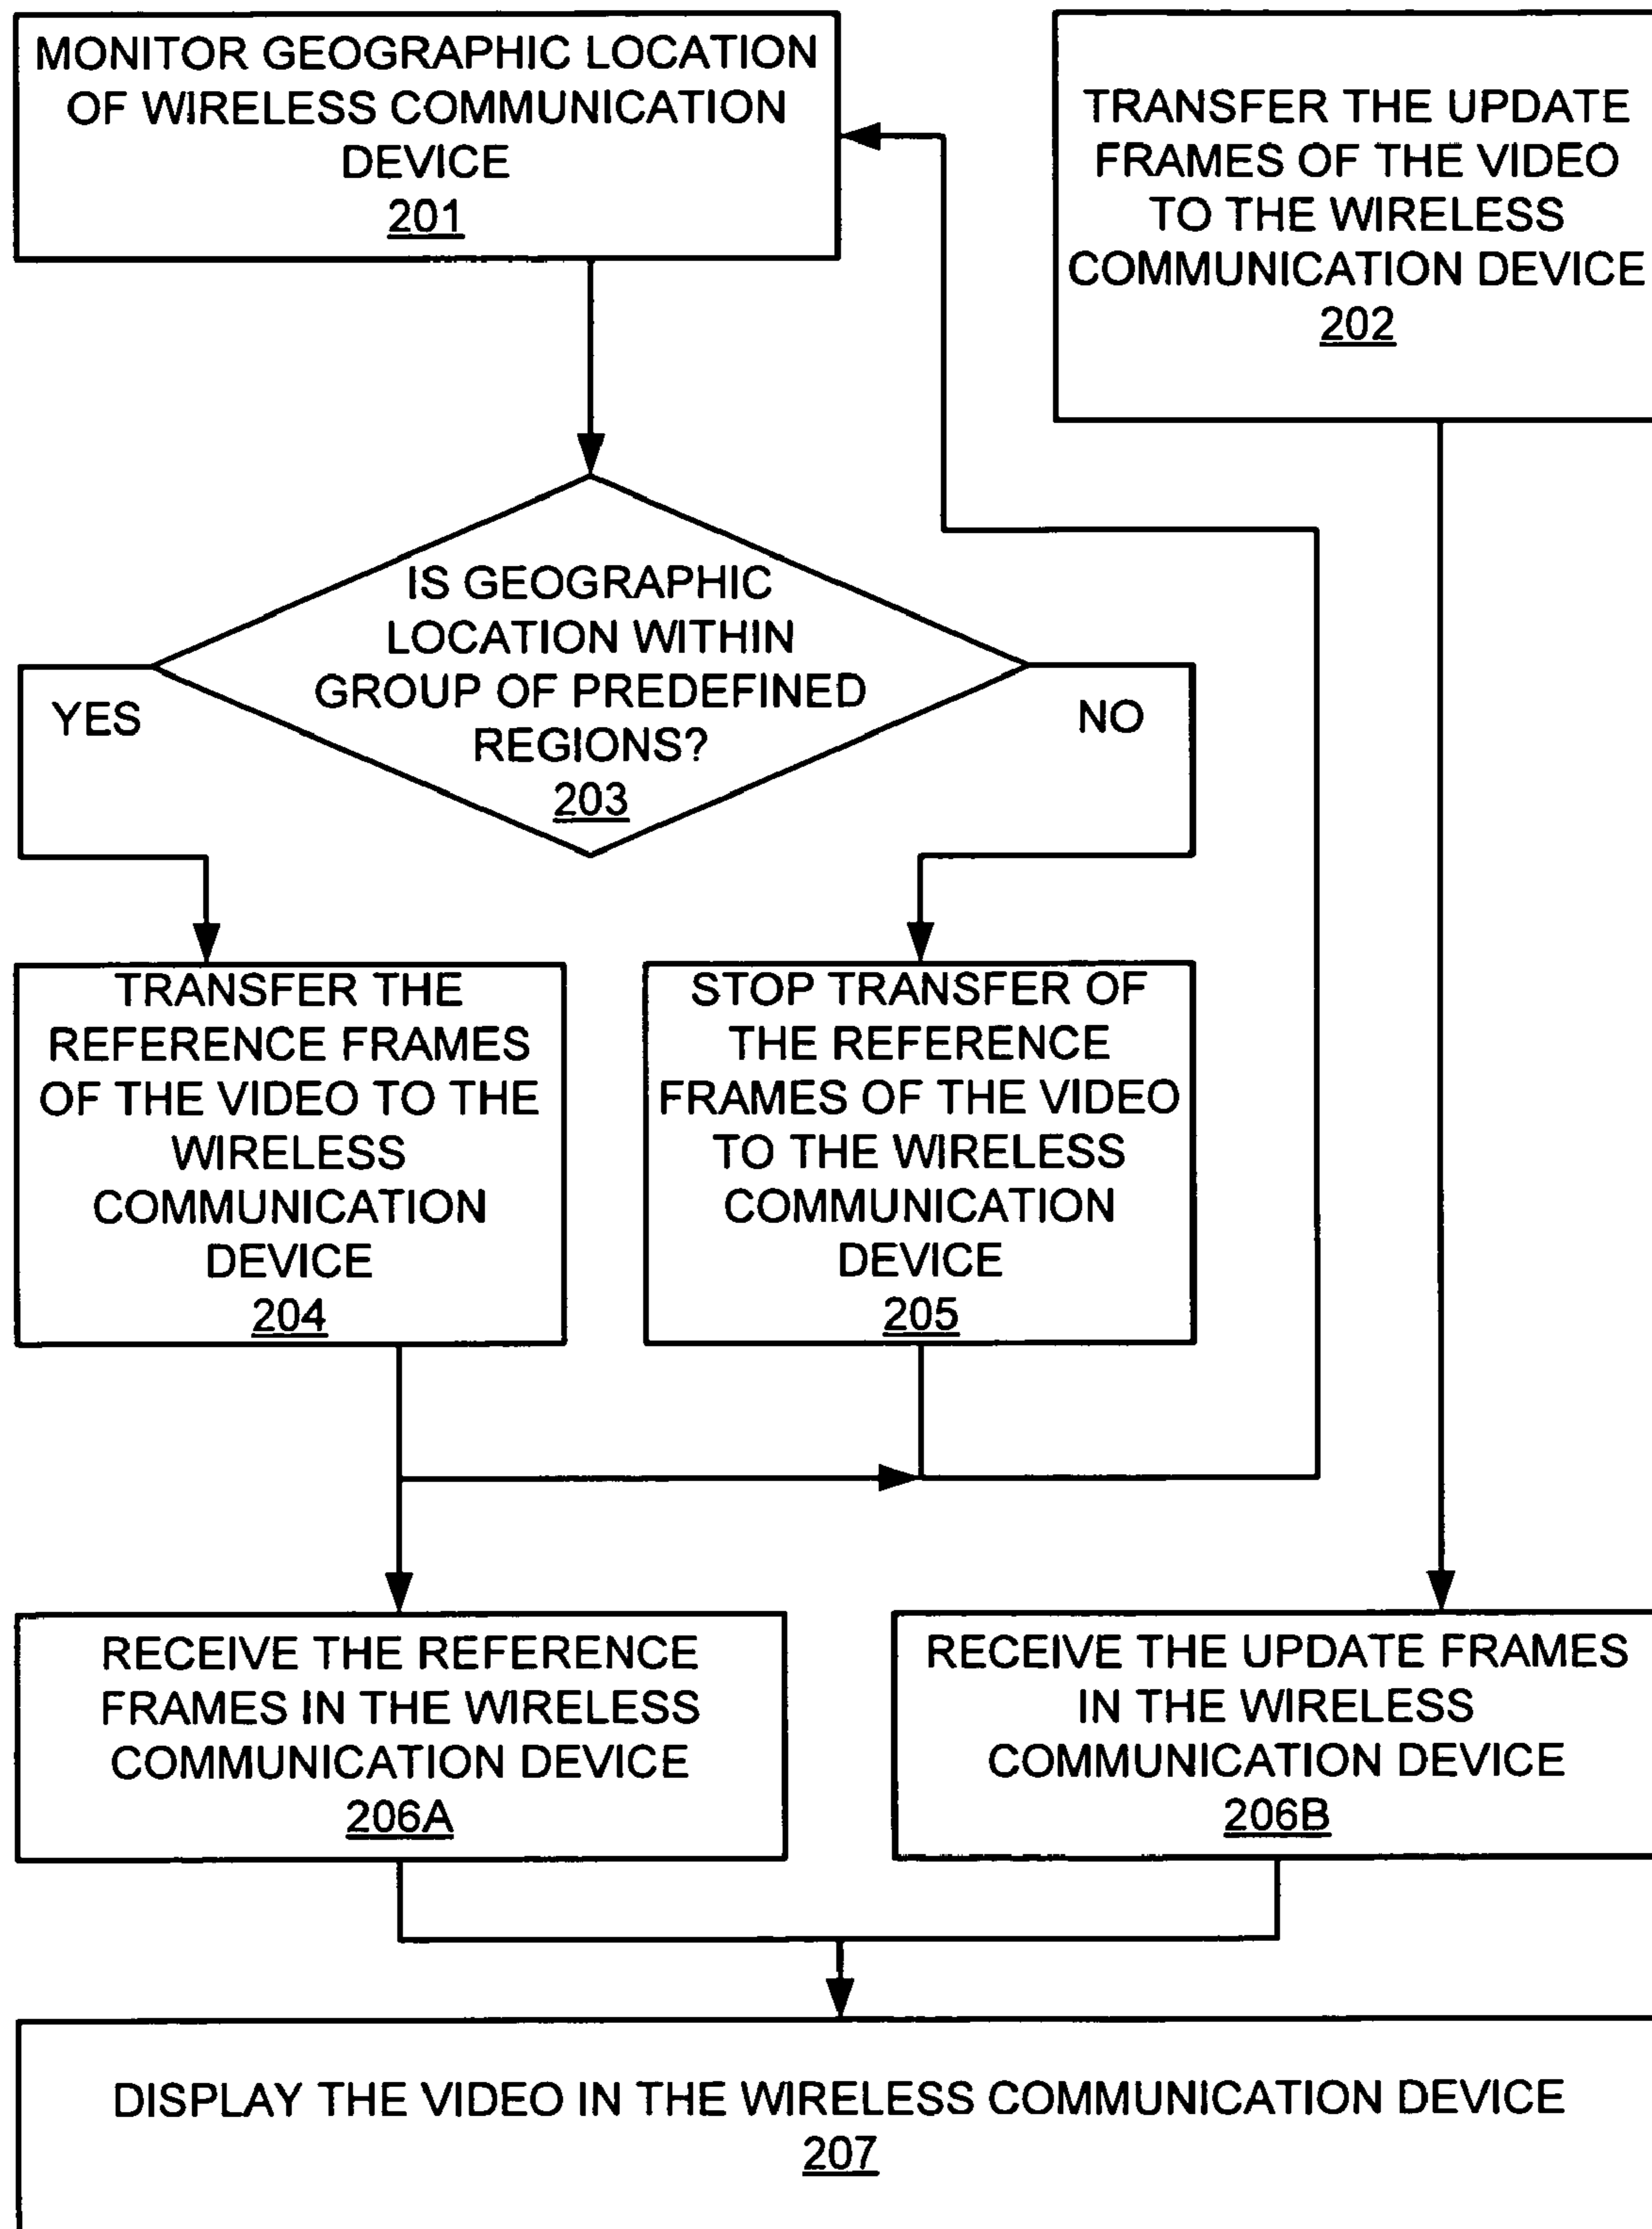 MONITOR GEOGRAPHIC LOCATION
OF WIRELESS COMMUNICATION
DEVICE
201
TRANSFER THE UPDATE
FRAMES OF THE VIDEO
TO THE WIRELESS
COMMUNICATION DEVICE
202
IS GEOGRAPHIC
LOCATION WITHIN
GROUP OF PREDEFINED
REGIONS?
203
YES
NO
TRANSFER THE
REFERENCE FRAMES
OF THE VIDEO TO THE
WIRELESS
COMMUNICATION
DEVICE
204
STOP TRANSFER OF
THE REFERENCE
FRAMES OF THE VIDEO
TO THE WIRELESS
COMMUNICATION
DEVICE
205
RECEIVE THE REFERENCE
FRAMES IN THE WIRELESS
COMMUNICATION DEVICE
206A
RECEIVE THE UPDATE FRAMES
IN THE WIRELESS
COMMUNICATION DEVICE
206B
DISPLAY THE VIDEO IN THE WIRELESS COMMUNICATION DEVICE
207